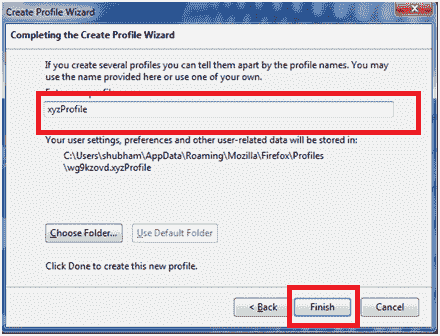 Create Profile Wizard
Completing the Create Profile Wizard
If you create several profiles you can tell them apart by the profile names. You may
use the name provided here or use one of your own.
xyzProfile
Your user settings, preferences and other user-related data will be stored in:
C:\Users\shubham\AppData\Roaming\Mozilla\Firefox\Profiles
\wg9kzovd.xyzProfile
Choose Folder...
Use Default Folder
Click Done to create this new profile.
< Back
Finish
Cancel